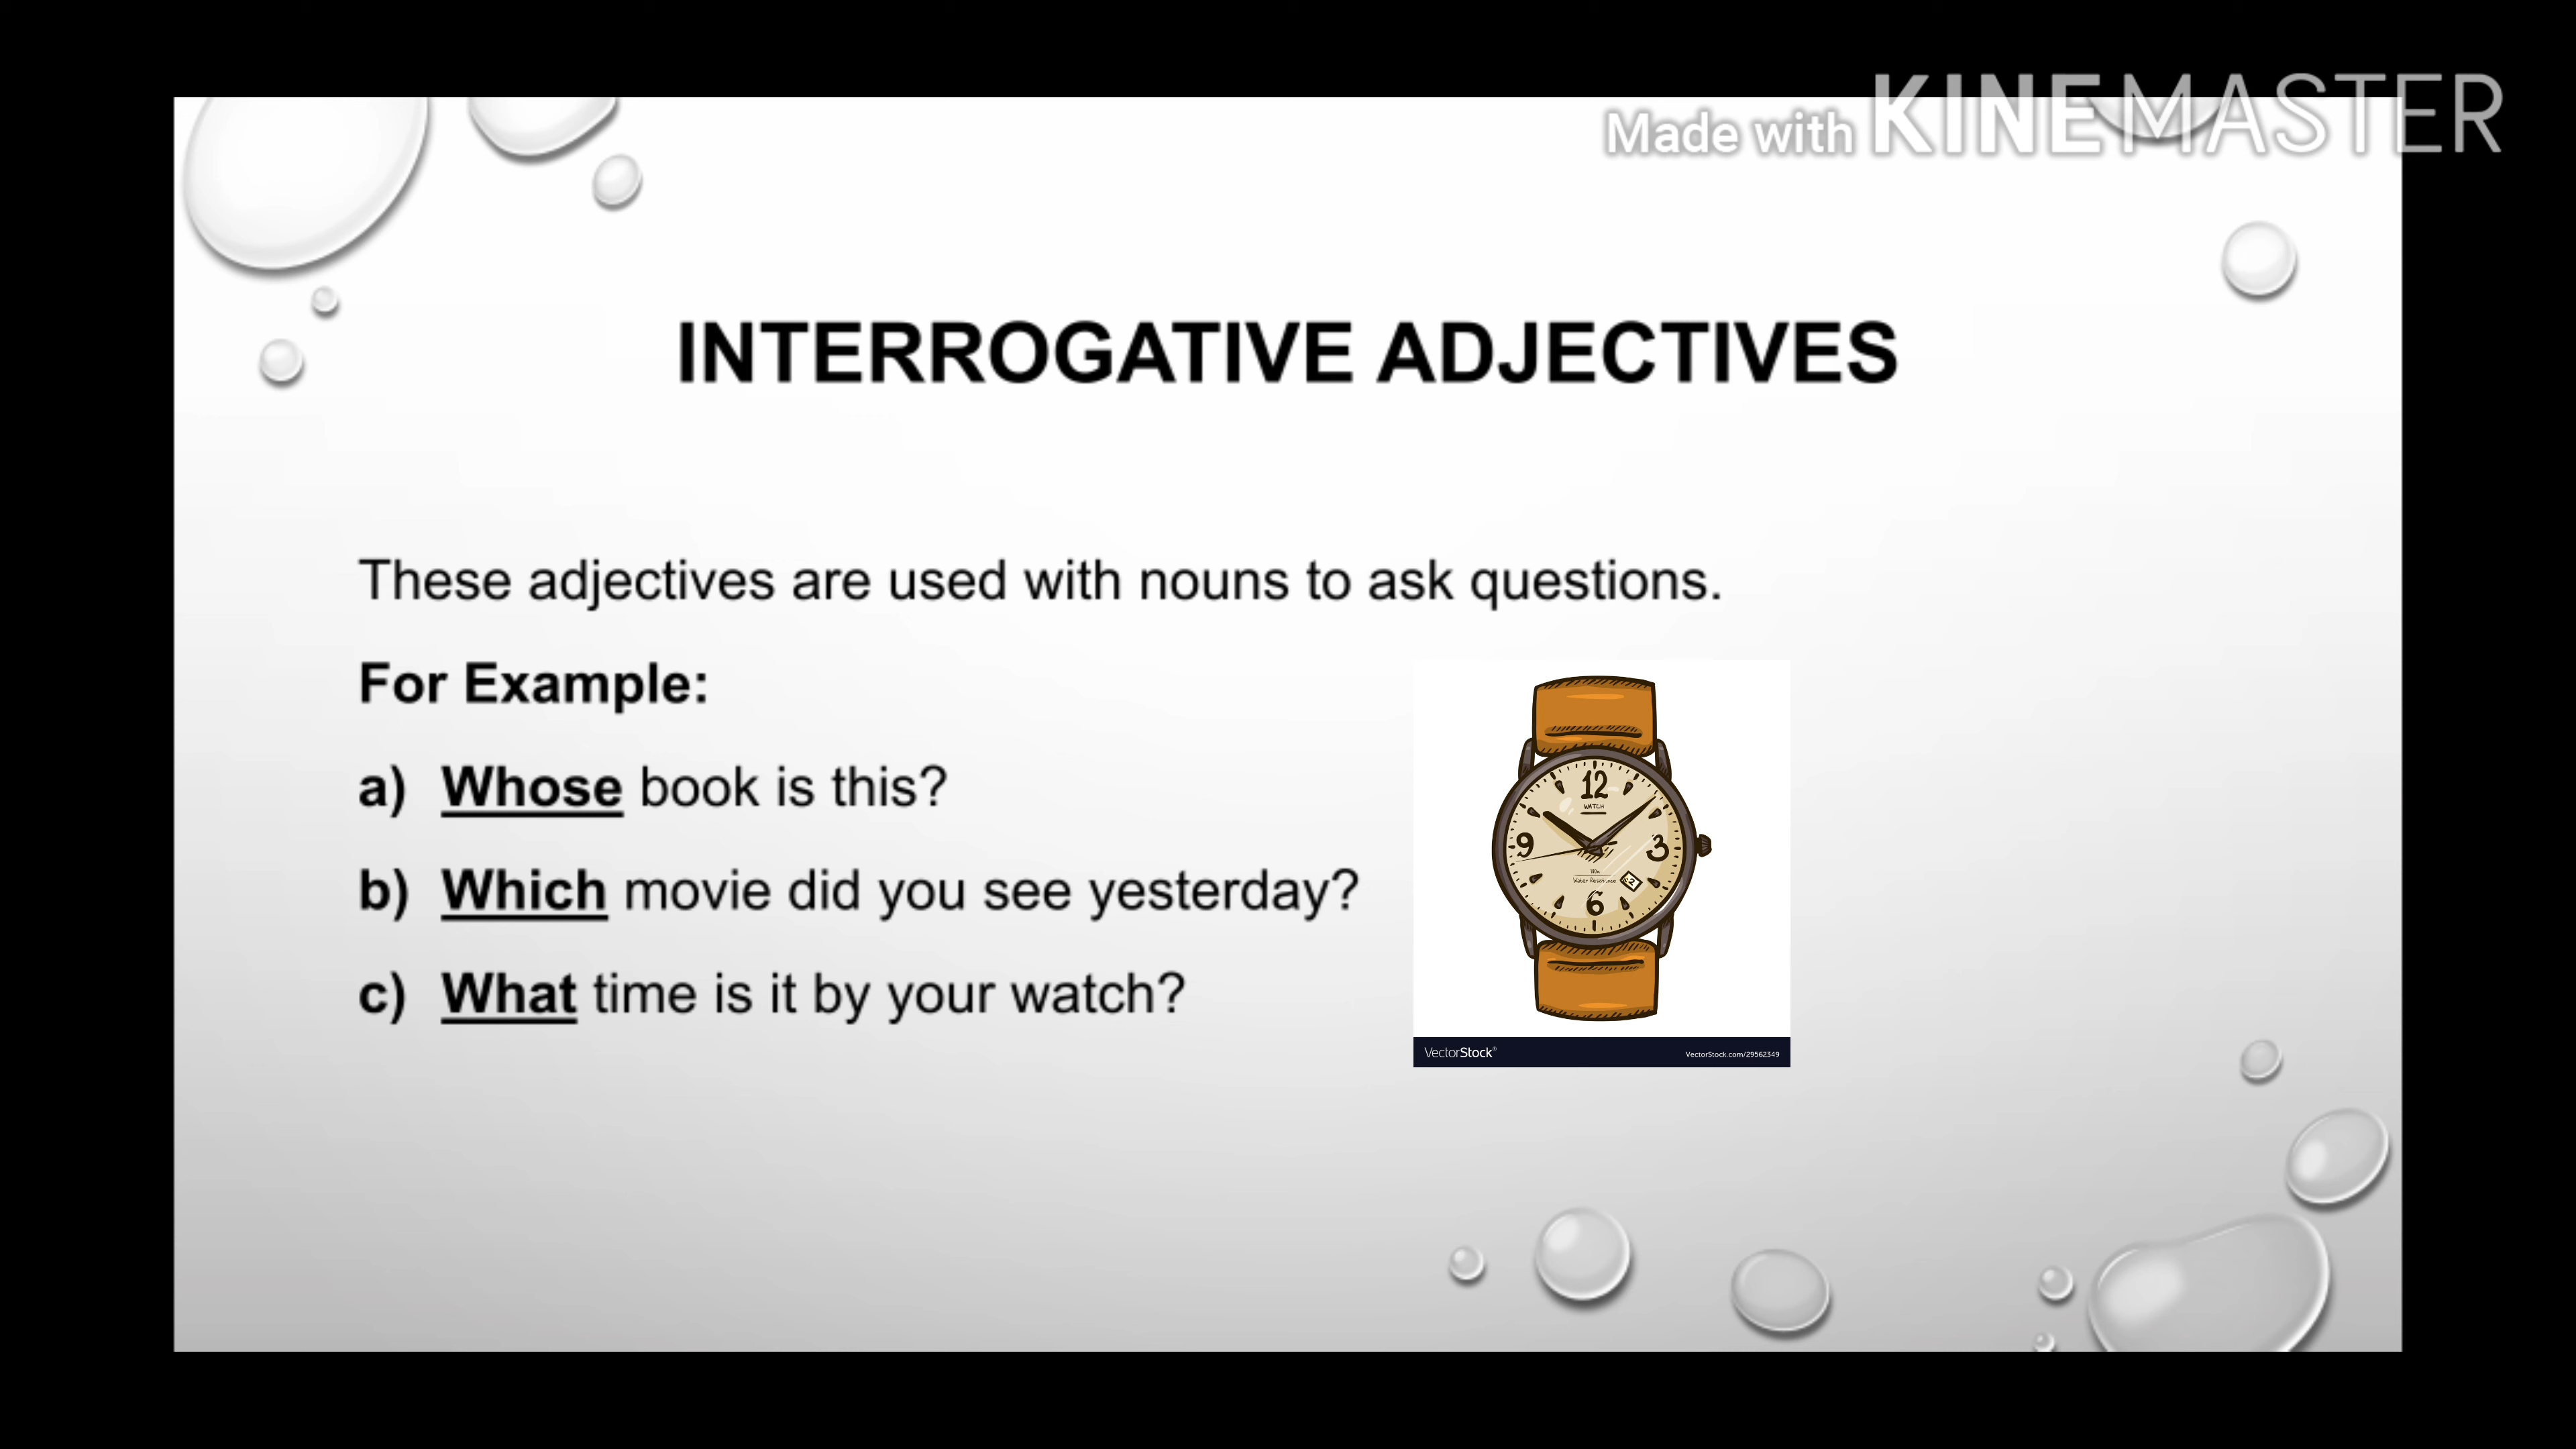 Made with KINEMASTER
INTERROGATIVE ADJECTIVES
These adjectives are used with nouns to ask questions.
For Example:
a) Whose book is this?
b) Which movie did you see yesterday?
c) What time is it by your watch?
12
WATCH
9
3
6
VectorStock®
VectorStock.com/29562349